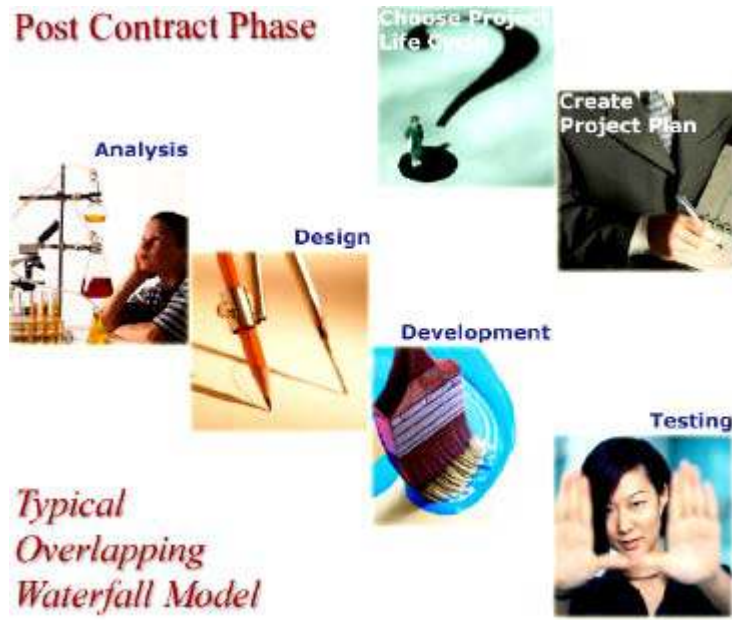 Post Contract Phase
Choose Project
Life Cycle
Create
Project Plan
Analysis
Design
Development
Testing
Typical
Overlapping
Waterfall Model